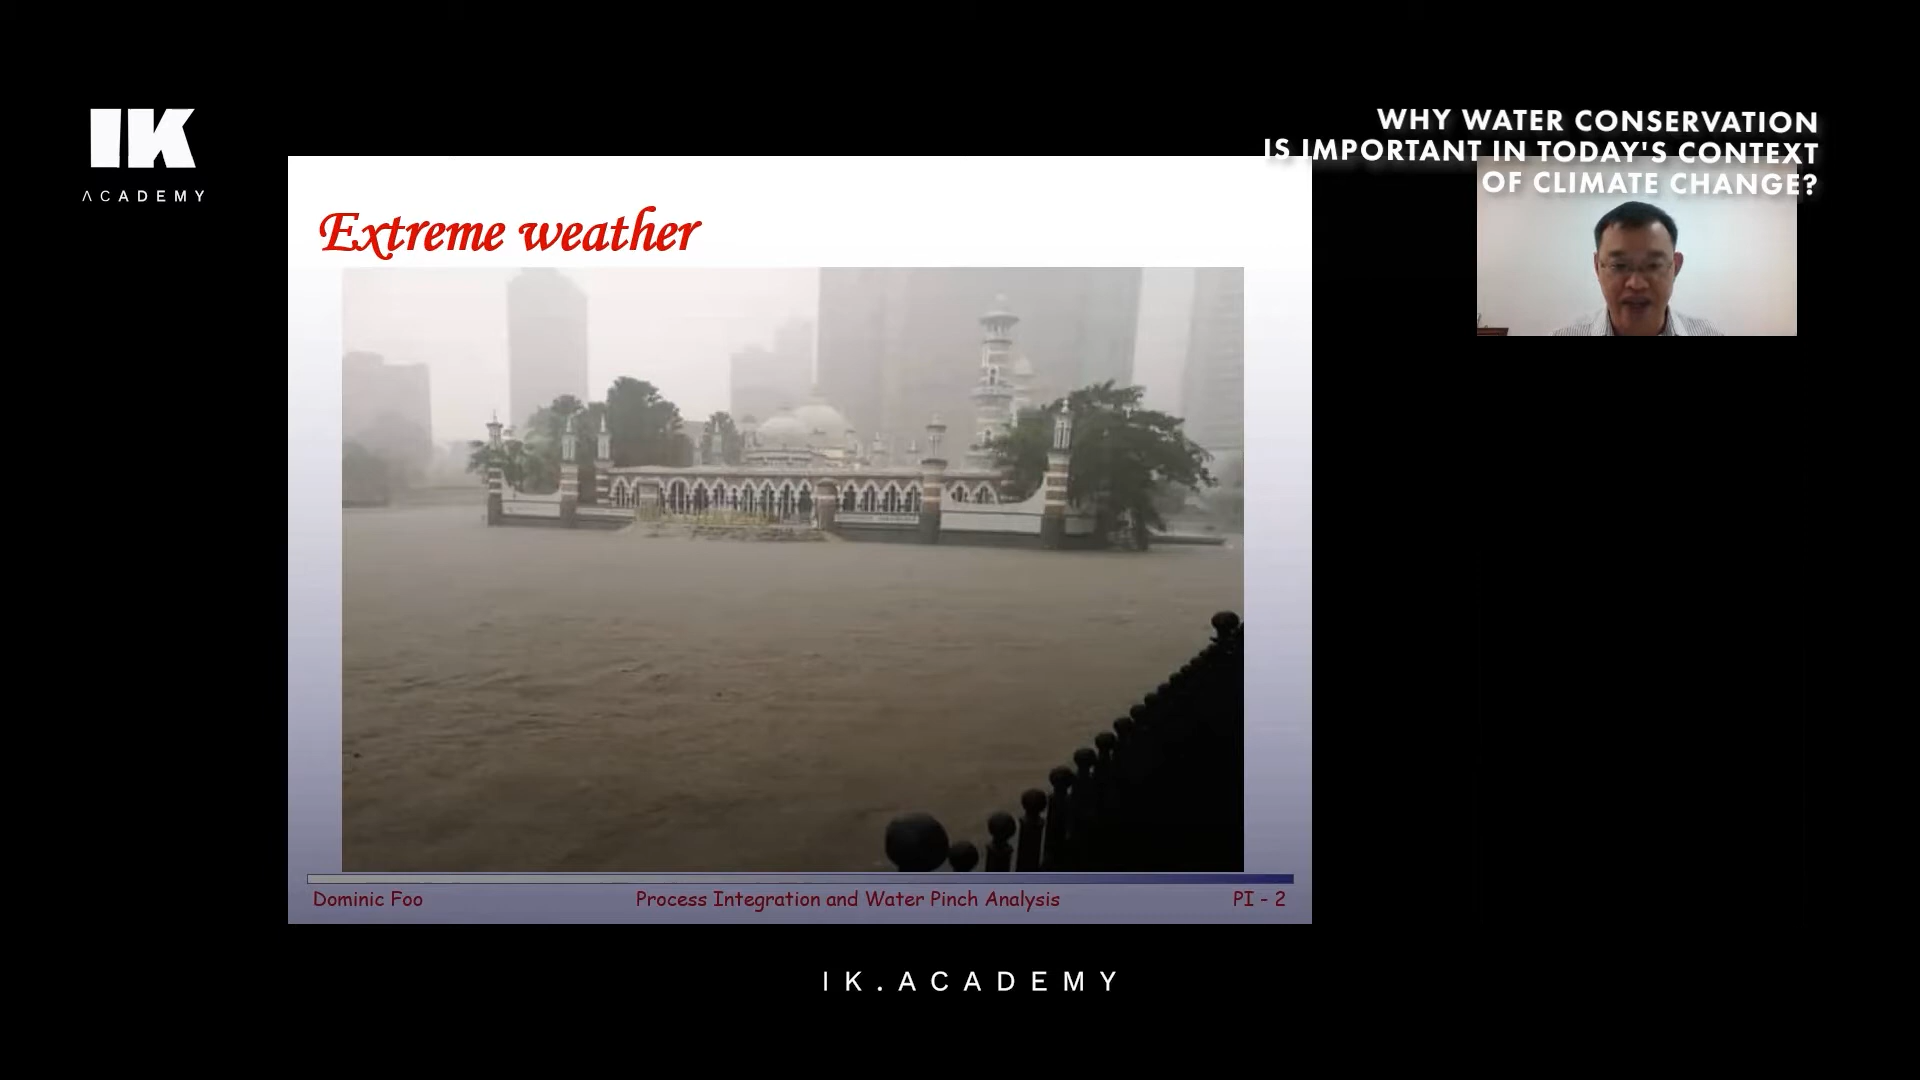 IK
ACADEMY
WHY WATER CONSERVATION
IS IMPORTANT IN TODAY'S CONTEXT
OF CLIMATE CHANGE?
Extreme weather
Dominic Foo
Process Integration and Water Pinch Analysis
PI - 2
IK.ACADEMY